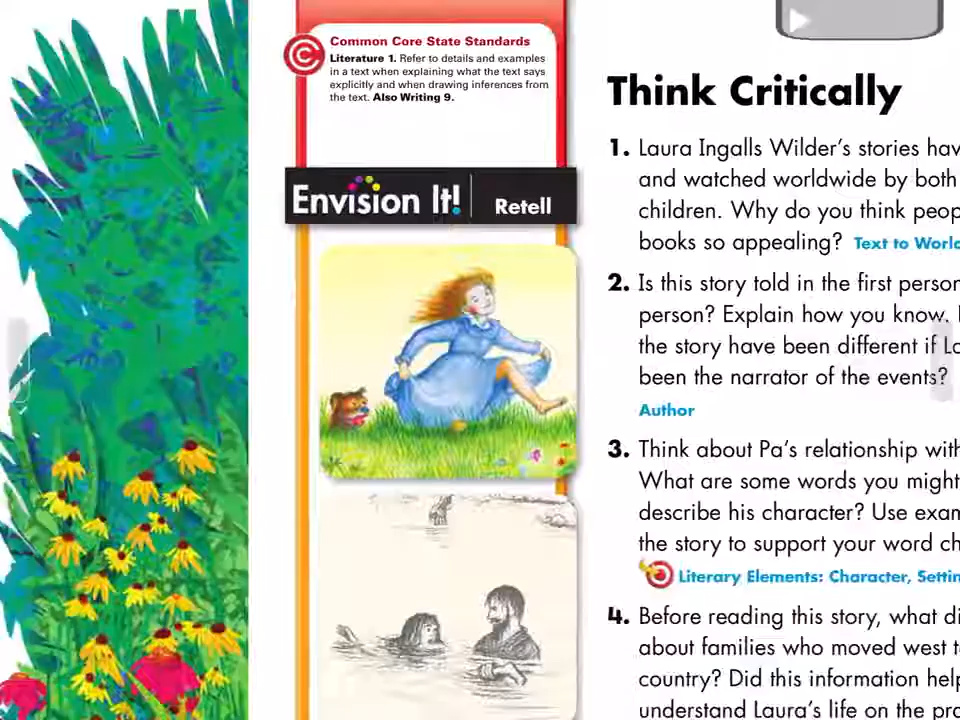 Common Core State Standards
Literature 1. Refer to details and examples
in a text when explaining what the text says
explicitly and when drawing inferences from
the text. Also Writing 9.
Envision It! Retell
Think Critically
1. Laura Ingalls Wilder’s stories hav
and watched worldwide by both
children. Why do you think peop
books so appealing? Text to World
2. Is this story told in the first person
person? Explain how you know.
the story have been different if La
been the narrator of the events?
Author
3. Think about Pa’s relationship with
What are some words you might
describe his character? Use exam
the story to support your word ch
Literary Elements: Character, Settin
4. Before reading this story, what di
about families who moved west t
country? Did this information help
understand Laura’s life on the pra